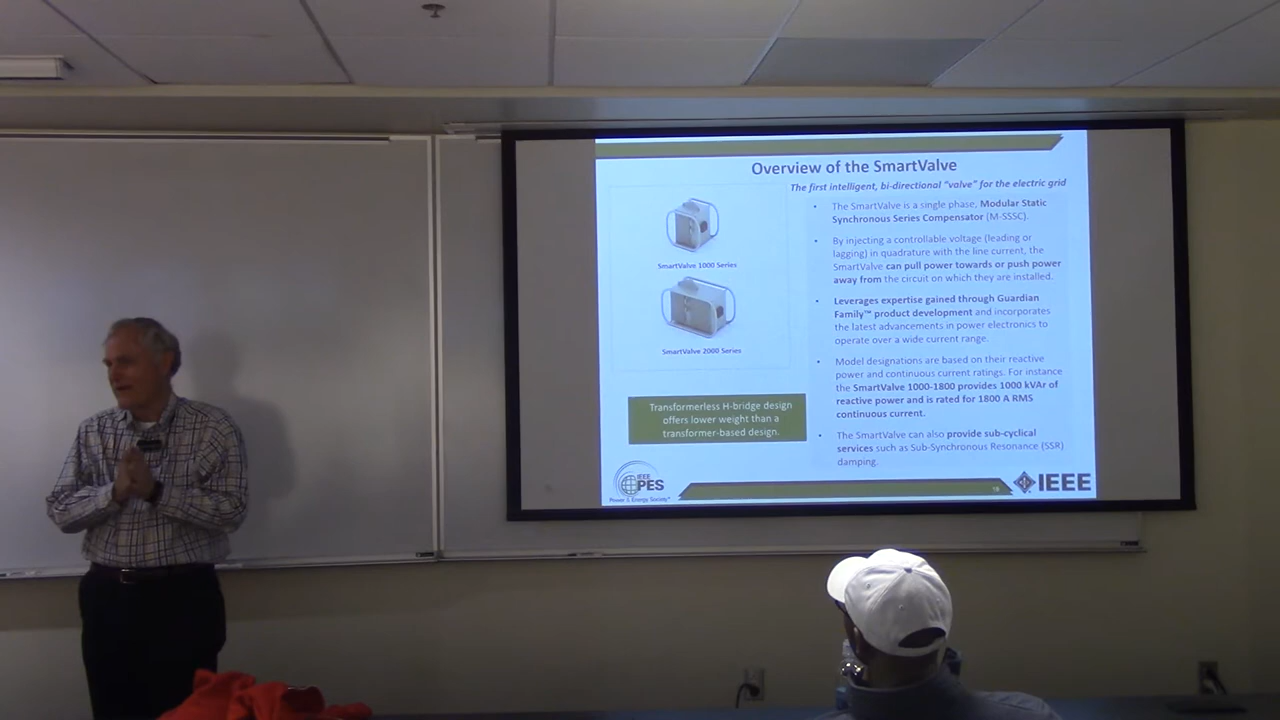 Overview of the SmartValve
The first intelligent, bi-directional “valve” for the electric grid
SmartValve 1000 Series
SmartValve 2000 Series
Transformerless H-bridge design
offers lower weight than a
transformer-based design.
• The SmartValve is a single phase, Modular Static
Synchronous Series Compensator (M-SSSC).
• By injecting a controllable voltage (leading or
lagging) in quadrature with the line current, the
SmartValve can pull power towards or push power
away from the circuit on which they are installed.
• Leverages expertise gained through Guardian
Family™ product development and incorporates
the latest advancements in power electronics to
operate over a wide current range.
• Model designations are based on their reactive
power and continuous current ratings. For instance
the SmartValve 1000-1800 provides 1000 kVAr of
reactive power and is rated for 1800 A RMS
continuous current.
• The SmartValve can also provide sub-cyclical
services such as Sub-Synchronous Resonance (SSR)
damping.
IEEE
PES
Power & Energy Society®
IEEE